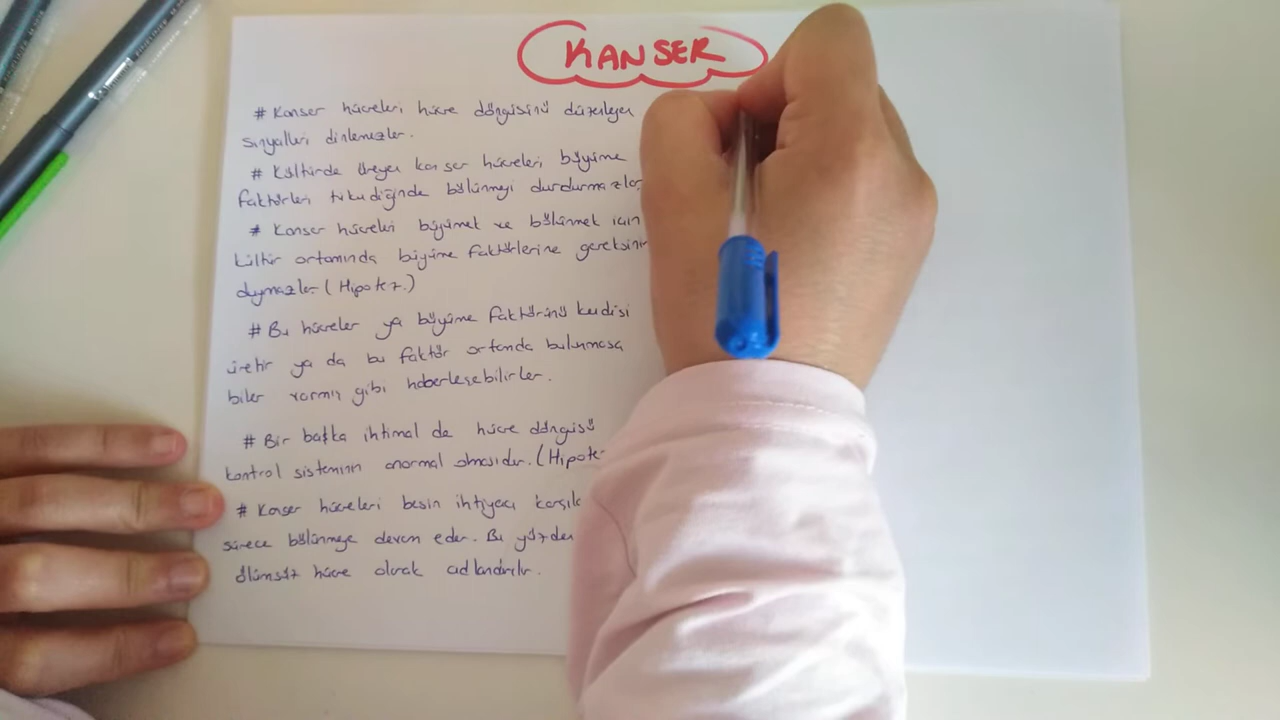 KANSER
# Kanser hücreleri hücre döngüsünü düzenleyen
sinyalleri dinlemezler.
# Kültürde üreyen kanser hücreleri, büyüme
faktörleri tükendiğinde bölünmeyi durdurmazlar
# Kanser hücreleri büyümek ve bölünmek için
kültür ortamında büyüme faktörlerine gereksinim
duymazlar (Hipotez.)
# Bu hücreler ya büyüme faktörünü kendisi
üretir ya da bu faktör ortamda bulunmasa
bile varmış gibi haberleşebilirler.
# Bir başka ihtimal de hücre döngüsü
kontrol sisteminin anormal olmasıdır. (Hipote
# Kanser hücreleri besin ihtiyacı karşıla
sürece bölünmeye devam eder. Bu yüzden
ölümsüz hücre olarak adlandırılır.